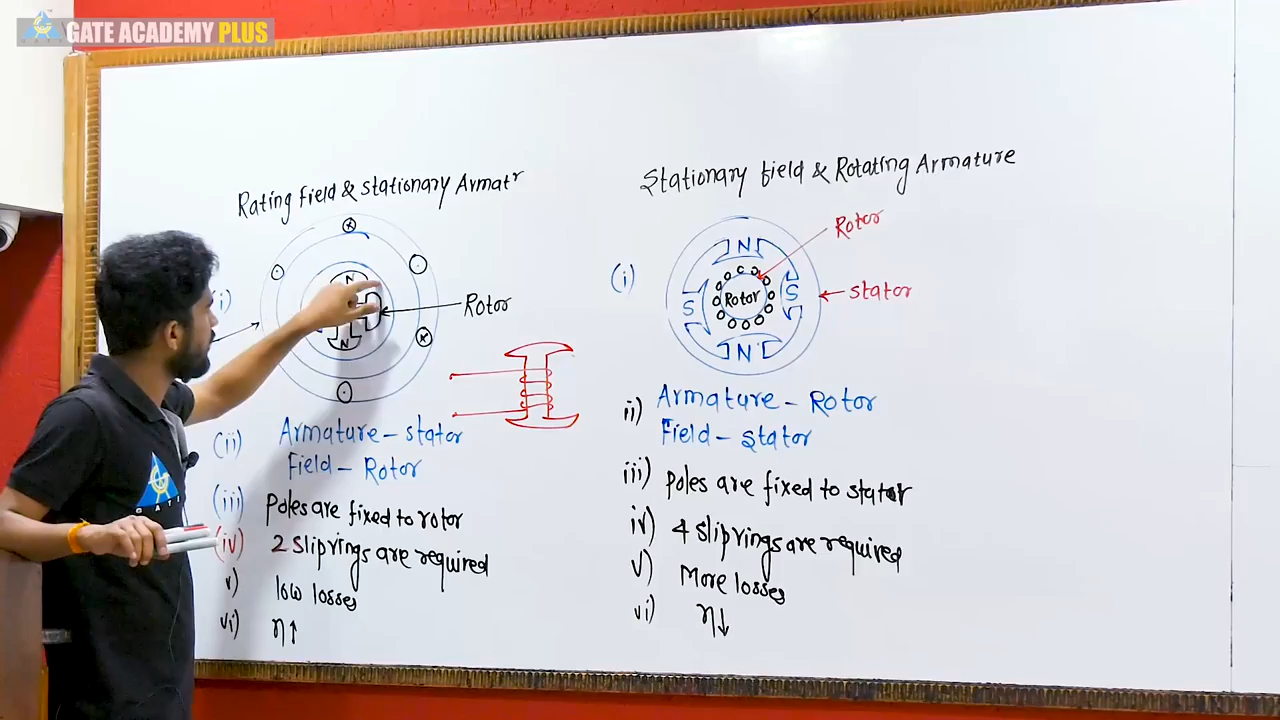 GATE ACADEMY PLUS
Rating field & stationary Armatr
N
Rotor
N
(ii) Armature - stator
Field - Rotor
(iii) Poles are fixed to rotor
(iv) 2 Sliprings are required
v) low losses
vi) η↑
Stationary field & Rotating Armature
(i)
Rotor
N
S Rotor S
stator
N
ii) Armature - Rotor
Field - Stator
iii) Poles are fixed to stator
iv) 4 Sliprings are required
v) More losses
vi) η↓
GATE